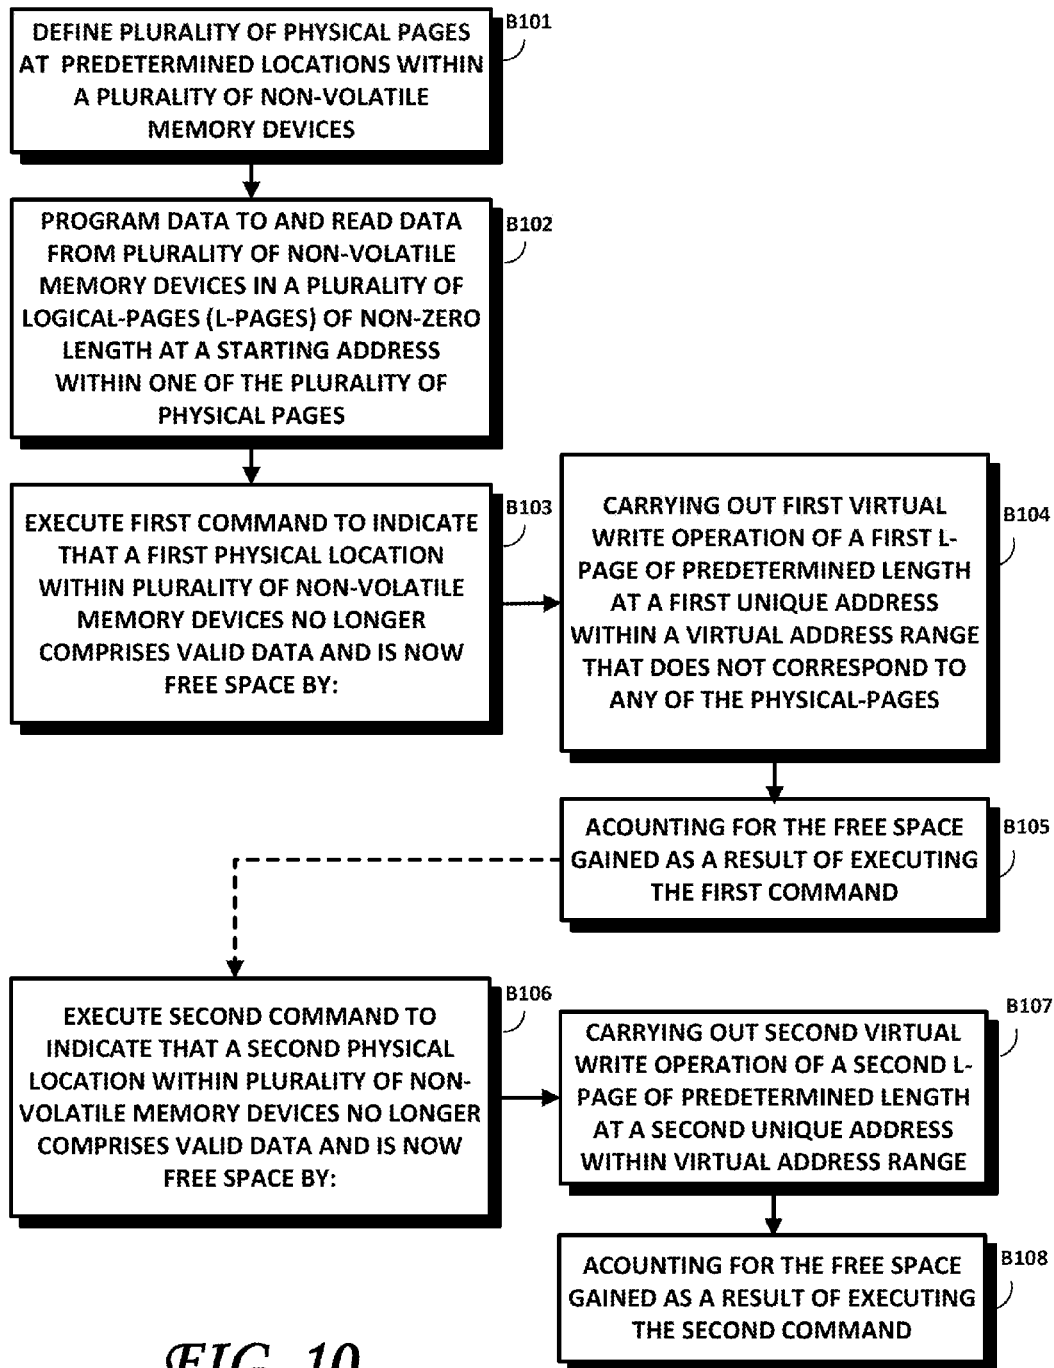 DEFINE PLURALITY OF PHYSICAL PAGES
AT PREDETERMINED LOCATIONS WITHIN
A PLURALITY OF NON-VOLATILE
MEMORY DEVICES
B101
PROGRAM DATA TO AND READ DATA
FROM PLURALITY OF NON-VOLATILE
MEMORY DEVICES IN A PLURALITY OF
LOGICAL-PAGES (L-PAGES) OF NON-ZERO
LENGTH AT A STARTING ADDRESS
WITHIN ONE OF THE PLURALITY OF
PHYSICAL PAGES
B102
EXECUTE FIRST COMMAND TO INDICATE
THAT A FIRST PHYSICAL LOCATION
WITHIN PLURALITY OF NON-VOLATILE
MEMORY DEVICES NO LONGER
COMPRISES VALID DATA AND IS NOW
FREE SPACE BY:
B103
CARRYING OUT FIRST VIRTUAL
WRITE OPERATION OF A FIRST L-
PAGE OF PREDETERMINED LENGTH
AT A FIRST UNIQUE ADDRESS
WITHIN A VIRTUAL ADDRESS RANGE
THAT DOES NOT CORRESPOND TO
ANY OF THE PHYSICAL-PAGES
B104
ACOUNTING FOR THE FREE SPACE
GAINED AS A RESULT OF EXECUTING
THE FIRST COMMAND
B105
EXECUTE SECOND COMMAND TO
INDICATE THAT A SECOND PHYSICAL
LOCATION WITHIN PLURALITY OF NON-
VOLATILE MEMORY DEVICES NO LONGER
COMPRISES VALID DATA AND IS NOW
FREE SPACE BY:
B106
CARRYING OUT SECOND VIRTUAL
WRITE OPERATION OF A SECOND L-
PAGE OF PREDETERMINED LENGTH
AT A SECOND UNIQUE ADDRESS
WITHIN VIRTUAL ADDRESS RANGE
B107
ACOUNTING FOR THE FREE SPACE
GAINED AS A RESULT OF EXECUTING
THE SECOND COMMAND
B108
FIG. 10